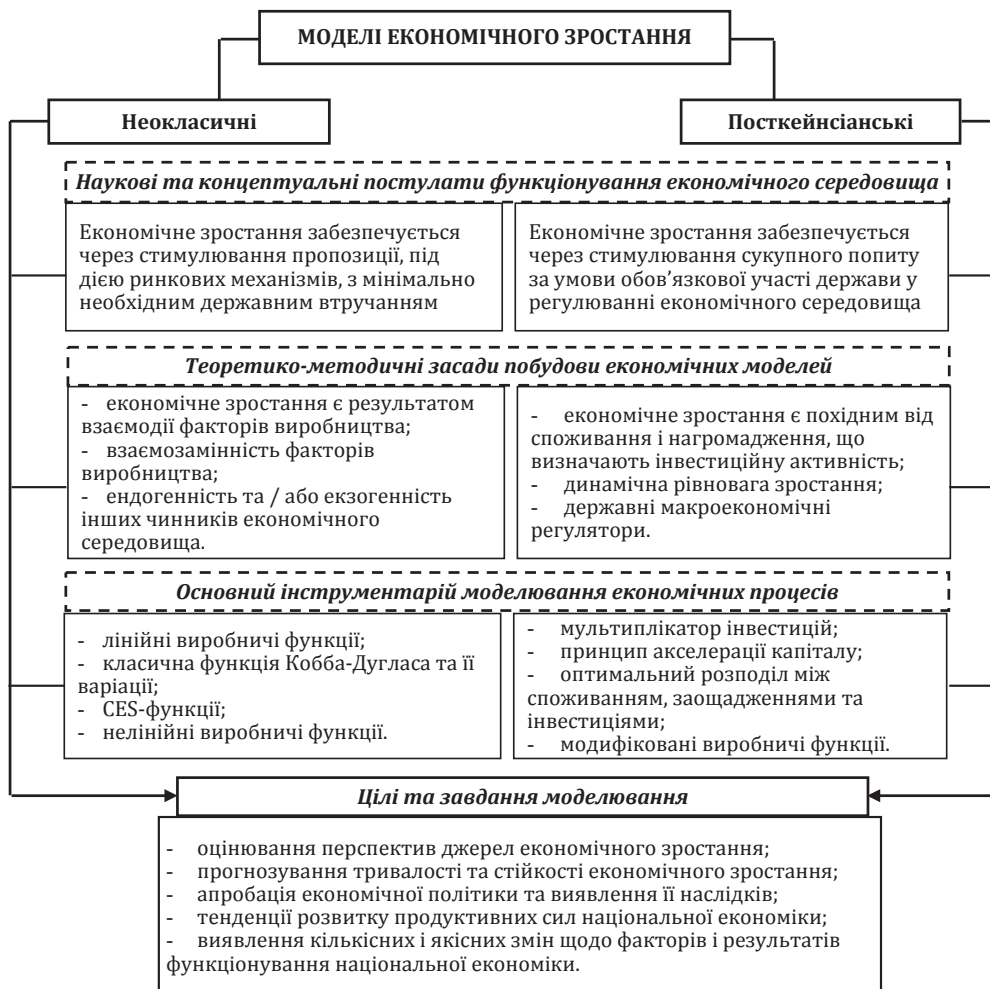 МОДЕЛІ ЕКОНОМІЧНОГО ЗРОСТАННЯ
Неокласичні
Посткейнсіанські
Наукові та концептуальні постулати функціонування економічного середовища
Економічне зростання забезпечується
через стимулювання пропозиції, під
дією ринкових механізмів, з мінімально
необхідним державним втручанням
Економічне зростання забезпечується
через стимулювання сукупного попиту
за умови обов’язкової участі держави у
регулюванні економічного середовища
Теоретико-методичні засади побудови економічних моделей
- економічне зростання є результатом
взаємодії факторів виробництва;
- взаємозамінність факторів
виробництва;
- ендогенність та / або екзогенність
інших чинників економічного
середовища.
- економічне зростання є похідним від
споживання і нагромадження, що
визначають інвестиційну активність;
- динамічна рівновага зростання;
- державні макроекономічні
регулятори.
Основний інструментарій моделювання економічних процесів
- лінійні виробничі функції;
- класична функція Кобба-Дугласа та її
варіації;
- CES-функції;
- нелінійні виробничі функції.
- мультиплікатор інвестицій;
- принцип акселерації капіталу;
- оптимальний розподіл між
споживанням, заощадженнями та
інвестиціями;
- модифіковані виробничі функції.
Цілі та завдання моделювання
- оцінювання перспектив джерел економічного зростання;
- прогнозування тривалості та стійкості економічного зростання;
- апробація економічної політики та виявлення її наслідків;
- тенденції розвитку продуктивних сил національної економіки;
- виявлення кількісних і якісних змін щодо факторів і результатів
функціонування національної економіки.